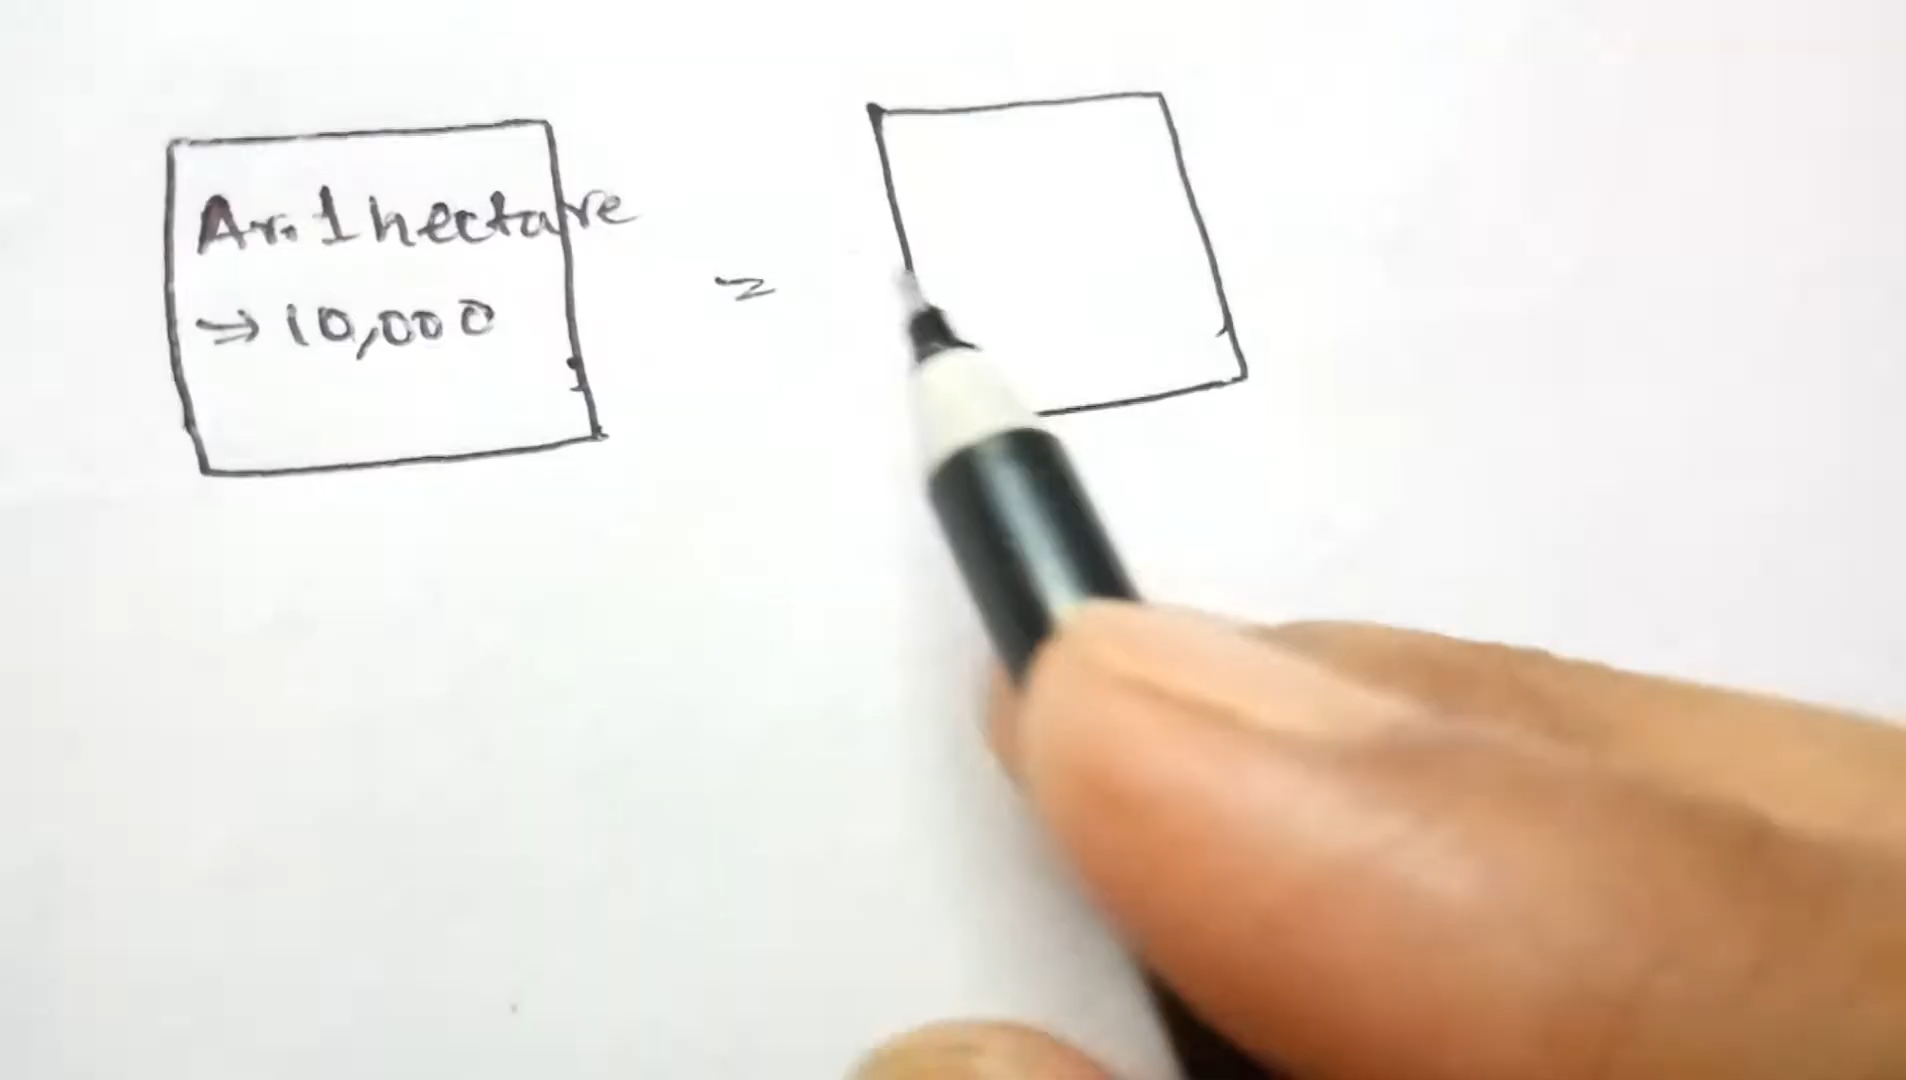 Ar. 1 hectare
→ 10,000
=